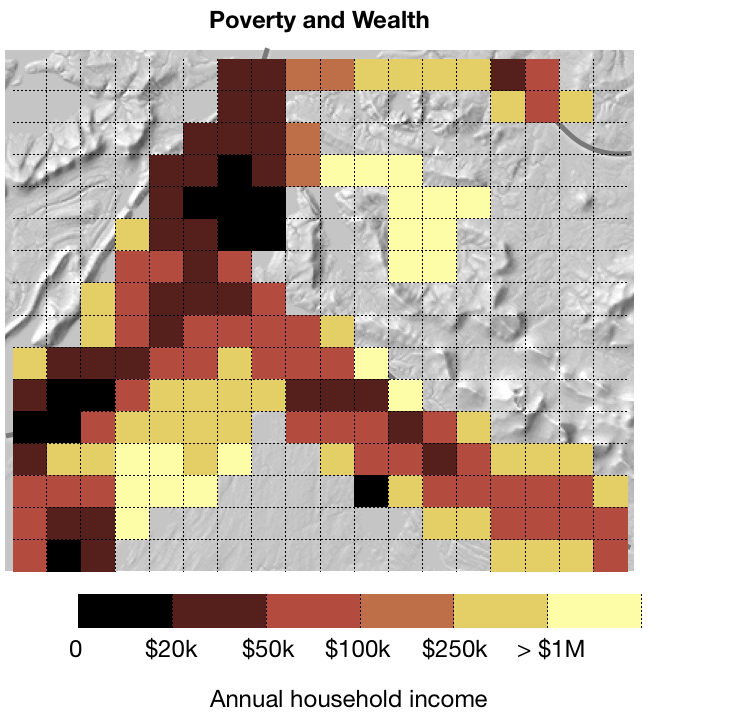 Poverty and Wealth
0 $20k $50k $100k $250k > $1M
Annual household income